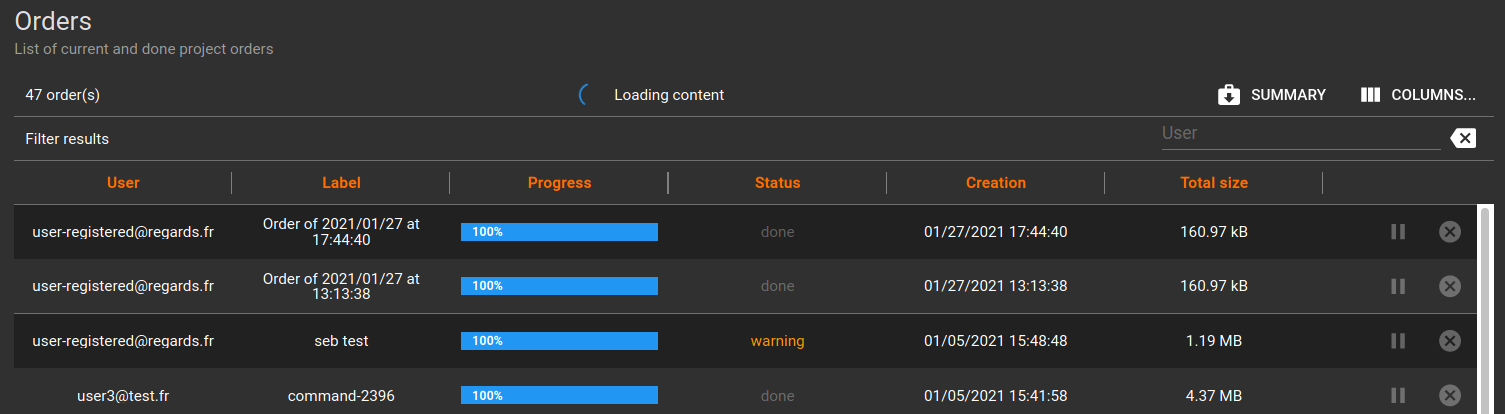 Orders
List of current and done project orders
47 order(s) Loading content SUMMARY COLUMNS...
Filter results User
User Label Progress Status Creation Total size
user-registered@regards.fr Order of 2021/01/27 at 17:44:40 100% done 01/27/2021 17:44:40 160.97 kB
user-registered@regards.fr Order of 2021/01/27 at 13:13:38 100% done 01/27/2021 13:13:38 160.97 kB
user-registered@regards.fr seb test 100% warning 01/05/2021 15:48:48 1.19 MB
user3@test.fr command-2396 100% done 01/05/2021 15:41:58 4.37 MB